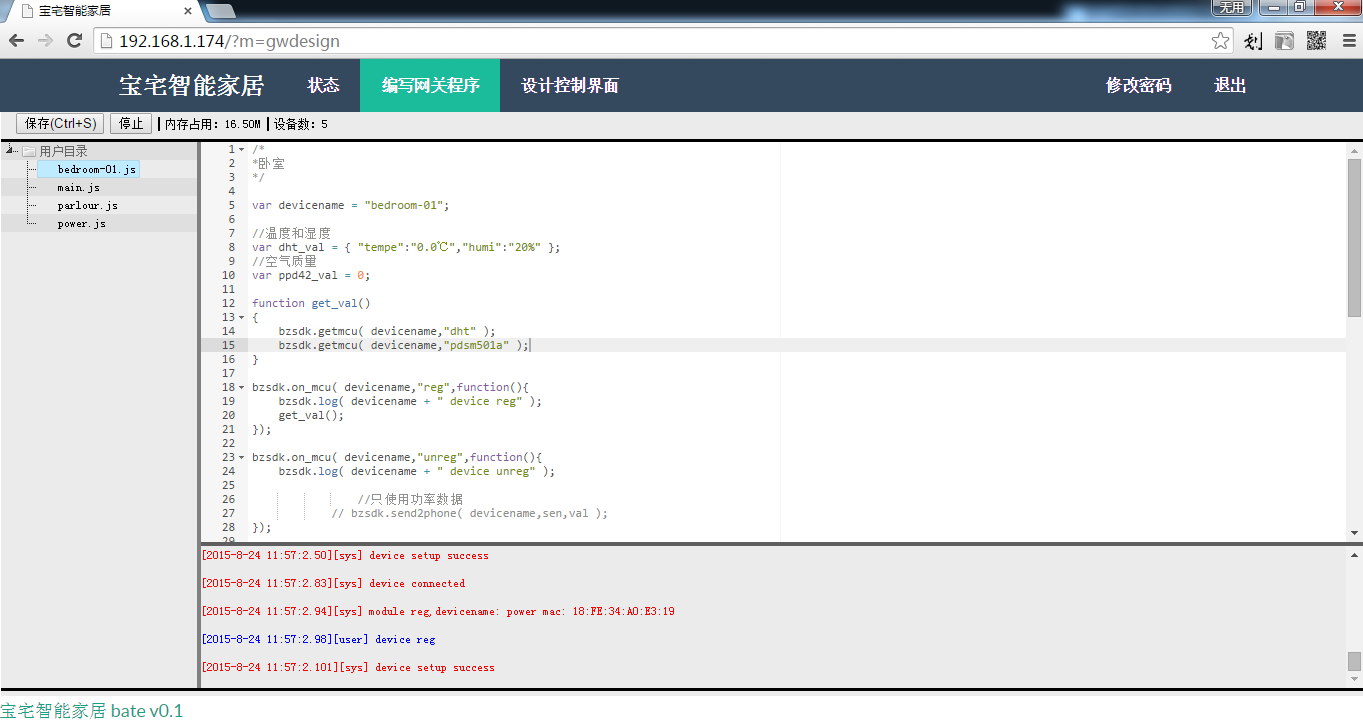 宝宅智能家居
无用
192.168.1.174/?m=gwdesign
宝宅智能家居 状态 编写网关程序 设计控制界面 修改密码 退出
保存(Ctrl+S) 停止 内存占用: 16.50M 设备数: 5
用户目录
bedroom-01.js
main.js
parlour.js
power.js
1 /*
2 *卧室
3 */
4
5 var devicename = "bedroom-01";
6
7 //温度和湿度
8 var dht_val = { "tempe":"0.0℃","humi":"20%" };
9 //空气质量
10 var ppd42_val = 0;
11
12 function get_val()
13 {
14 bzsdk.getmcu( devicename,"dht" );
15 bzsdk.getmcu( devicename,"pdsm501a" );
16 }
17
18 bzsdk.on_mcu( devicename,"reg",function(){
19 bzsdk.log( devicename + " device reg" );
20 get_val();
21 });
22
23 bzsdk.on_mcu( devicename,"unreg",function(){
24 bzsdk.log( devicename + " device unreg" );
25
26 //只使用功率数据
27 // bzsdk.send2phone( devicename,sen,val );
28 });
29
[2015-8-24 11:57:2.50][sys] device setup success
[2015-8-24 11:57:2.83][sys] device connected
[2015-8-24 11:57:2.94][sys] module reg,devicename: power mac: 18:FE:34:A0:E3:19
[2015-8-24 11:57:2.98][user] device reg
[2015-8-24 11:57:2.101][sys] device setup success
宝宅智能家居 bate v0.1